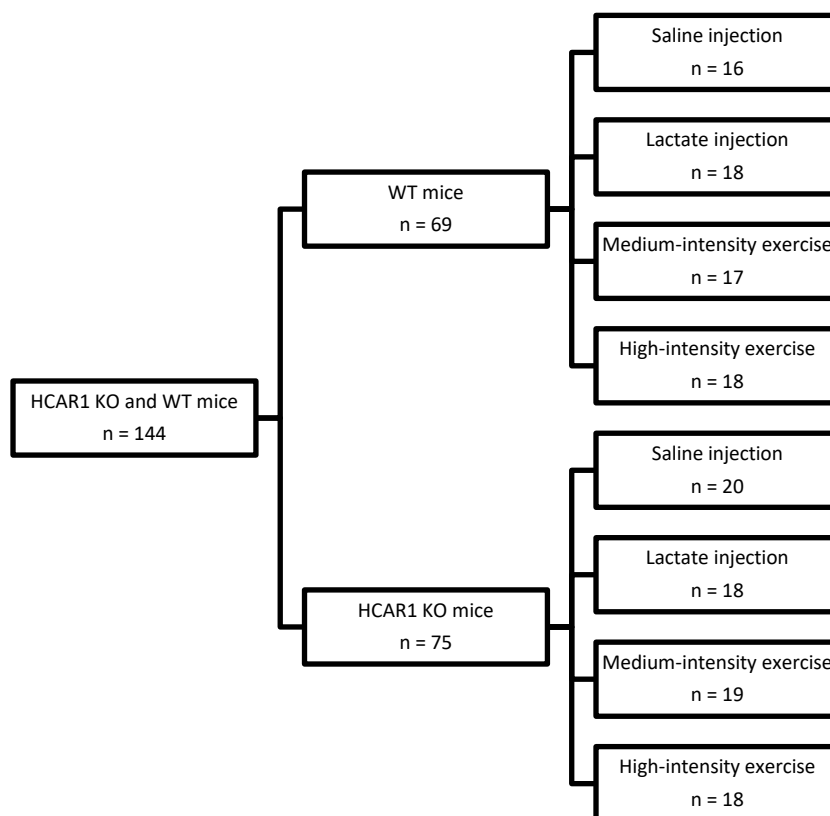 HCAR1 KO and WT mice
n = 144
WT mice
n = 69
Saline injection
n = 16
Lactate injection
n = 18
Medium-intensity exercise
n = 17
High-intensity exercise
n = 18
HCAR1 KO mice
n = 75
Saline injection
n = 20
Lactate injection
n = 18
Medium-intensity exercise
n = 19
High-intensity exercise
n = 18